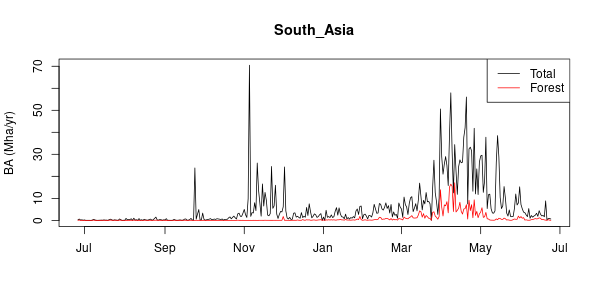 South_Asia
BA (Mha/yr)
70
50
30
10
0
Total
Forest
Jul
Sep
Nov
Jan
Mar
May
Jul